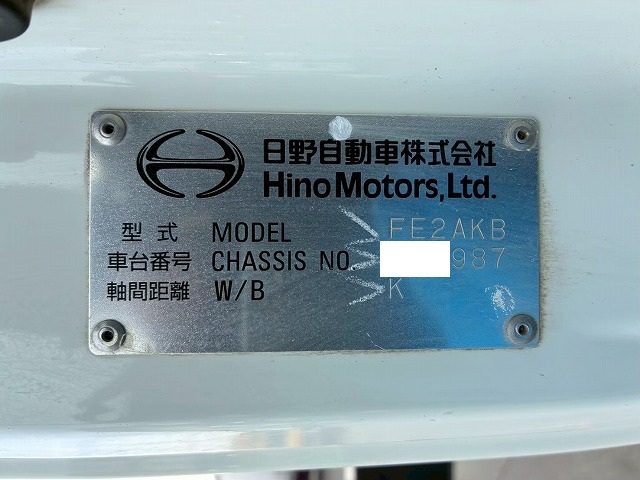 日野自動車株式会社
Hino Motors, Ltd.
型式 MODEL FE2AKB
車台番号 CHASSIS NO. 987
軸間距離 W/B K